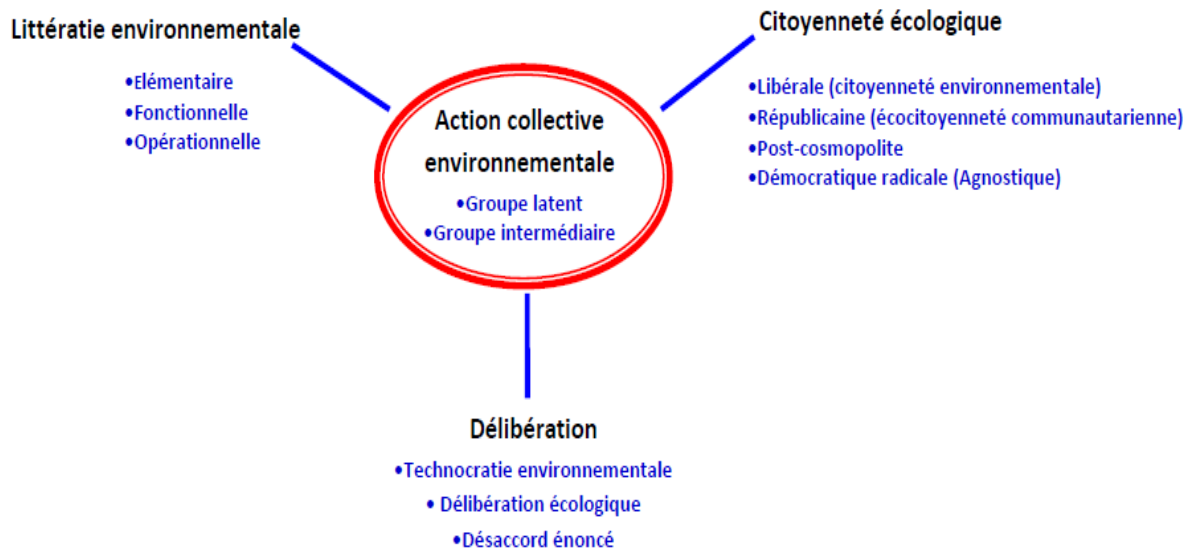 Littératie environnementale
•Elémentaire
•Fonctionnelle
•Opérationnelle
Citoyenneté écologique
•Libérale (citoyenneté environnementale)
•Républicaine (écocitoyenneté communautarienne)
•Post-cosmopolite
•Démocratique radicale (Agnostique)
Action collective
environnementale
•Groupe latent
•Groupe intermédiaire
Délibération
•Technocratie environnementale
• Délibération écologique
•Désaccord énoncé